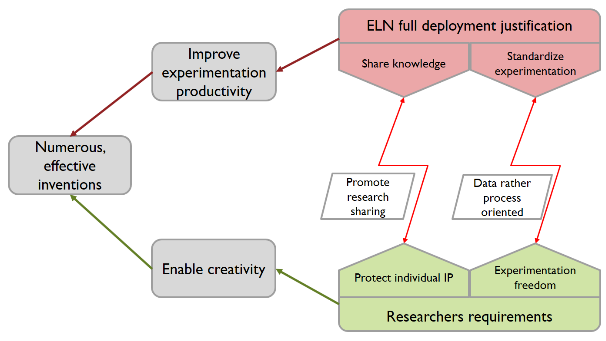 ELN full deployment justification
Share knowledge
Standardize
experimentation
Improve
experimentation
productivity
Numerous,
effective
inventions
Promote
research
sharing
Data rather
process
oriented
Enable creativity
Protect individual IP
Experimentation
freedom
Researchers requirements